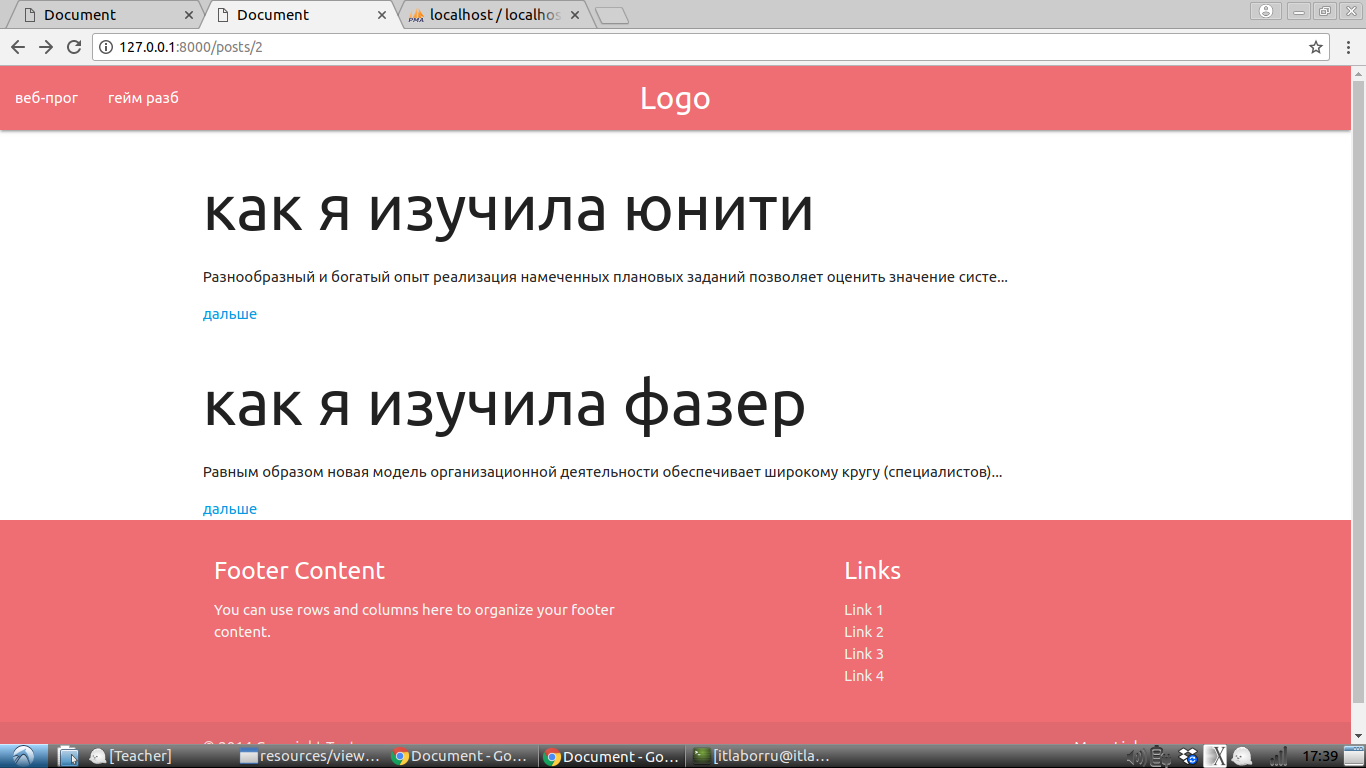 Document
Document
localhost / localhos
127.0.0.1:8000/posts/2
веб-прог
гейм разб
Logo
как я изучила юнити
Разнообразный и богатый опыт реализация намеченных плановых заданий позволяет оценить значение систе...
дальше
как я изучила фазер
Равным образом новая модель организационной деятельности обеспечивает широкому кругу (специалистов)...
дальше
Footer Content
You can use rows and columns here to organize your footer
content.
Links
Link 1
Link 2
Link 3
Link 4
[Teacher]
resources/view...
Document - Go...
Document - Go...
[itlaborru@itla...
17:39